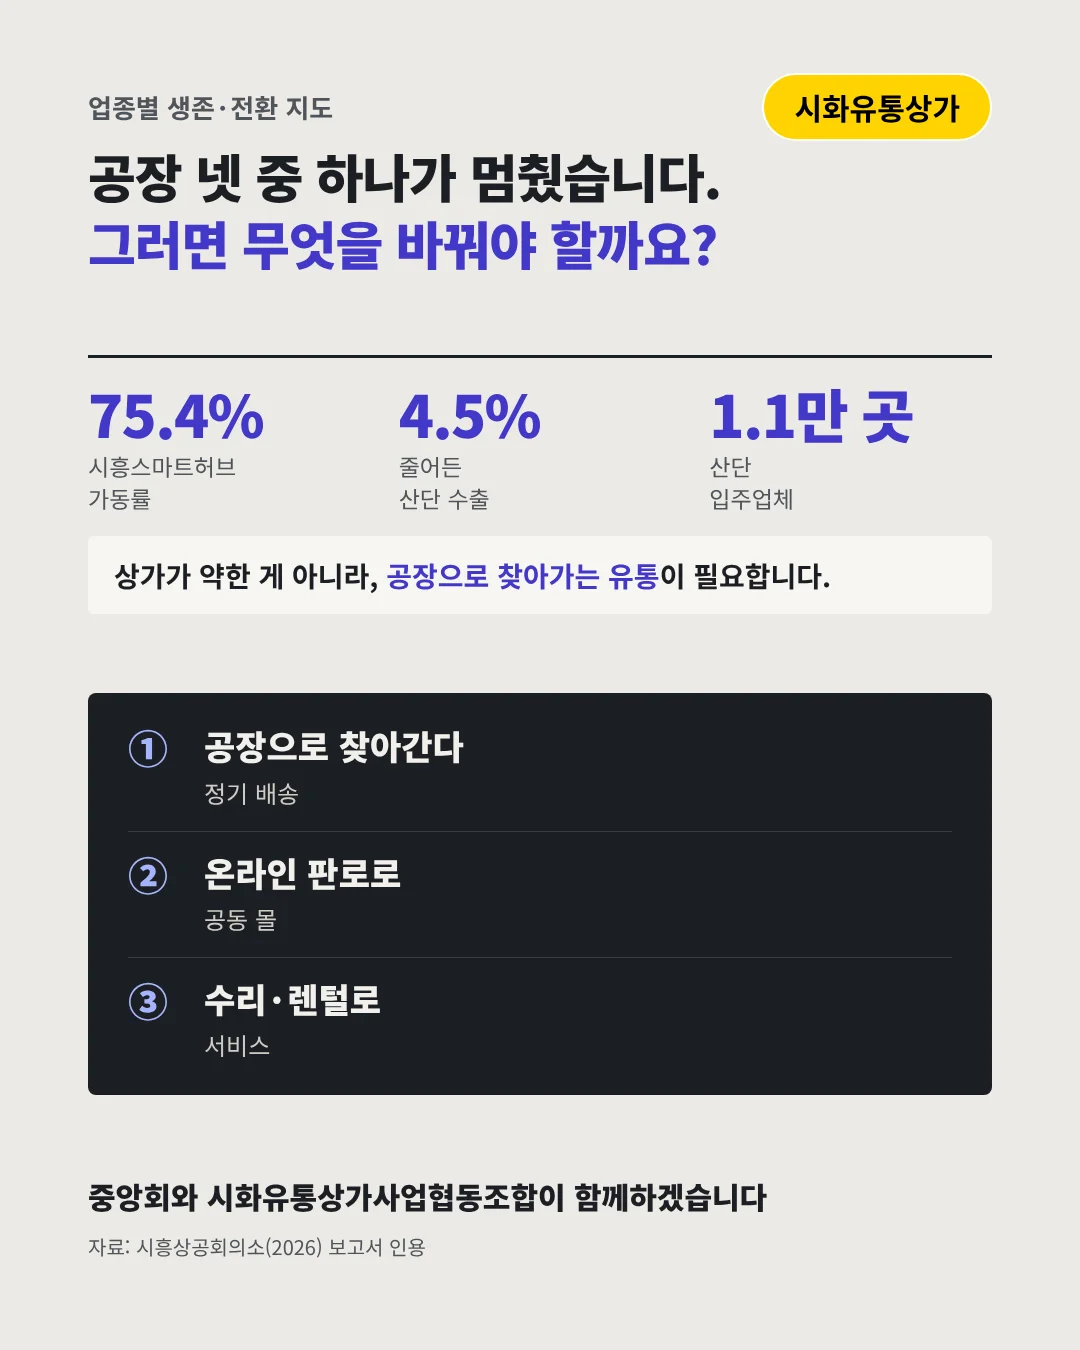 업종별 생존·전환 지도
시화유통상가
공장 넷 중 하나가 멈췄습니다.
그러면 무엇을 바꿔야 할까요?
75.4%
시흥스마트허브
가동률
4.5%
줄어든
산단 수출
1.1만 곳
산단
입주업체
상가가 약한 게 아니라, 공장으로 찾아가는 유통이 필요합니다.
① 공장으로 찾아간다
정기 배송
② 온라인 판로로
공동 몰
③ 수리·렌털로
서비스
중앙회와 시화유통상가사업협동조합이 함께하겠습니다
자료: 시흥상공회의소(2026) 보고서 인용